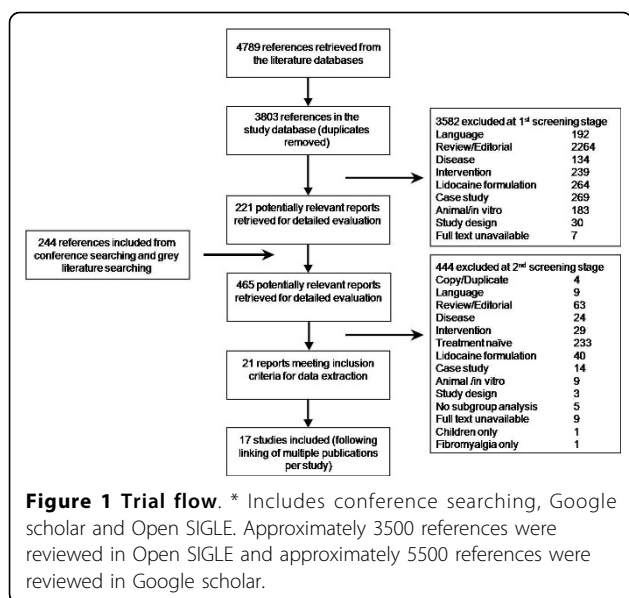 4789 references retrieved from
the literature databases
3803 references in the
study database (duplicates
removed)
3582 excluded at 1st screening stage
Language 192
Review/Editorial 2264
Disease 134
Intervention 239
Lidocaine formulation 264
Case study 269
Animal/in vitro 183
Study design 30
Full text unavailable 7
221 potentially relevant reports
retrieved for detailed evaluation
244 references included from
conference searching and grey
literature searching
465 potentially relevant reports
retrieved for detailed evaluation
444 excluded at 2nd screening stage
Copy/Duplicate 4
Language 9
Review/Editorial 63
Disease 24
Intervention 29
Treatment naïve 233
Lidocaine formulation 40
Case study 14
Animal /in vitro 9
Study design 3
No subgroup analysis 5
Full text unavailable 9
Children only 1
Fibromyalgia only 1
21 reports meeting inclusion
criteria for data extraction
17 studies included (following
linking of multiple publications
per study)
Figure 1 Trial flow. * Includes conference searching, Google
scholar and Open SIGLE. Approximately 3500 references were
reviewed in Open SIGLE and approximately 5500 references were
reviewed in Google scholar.